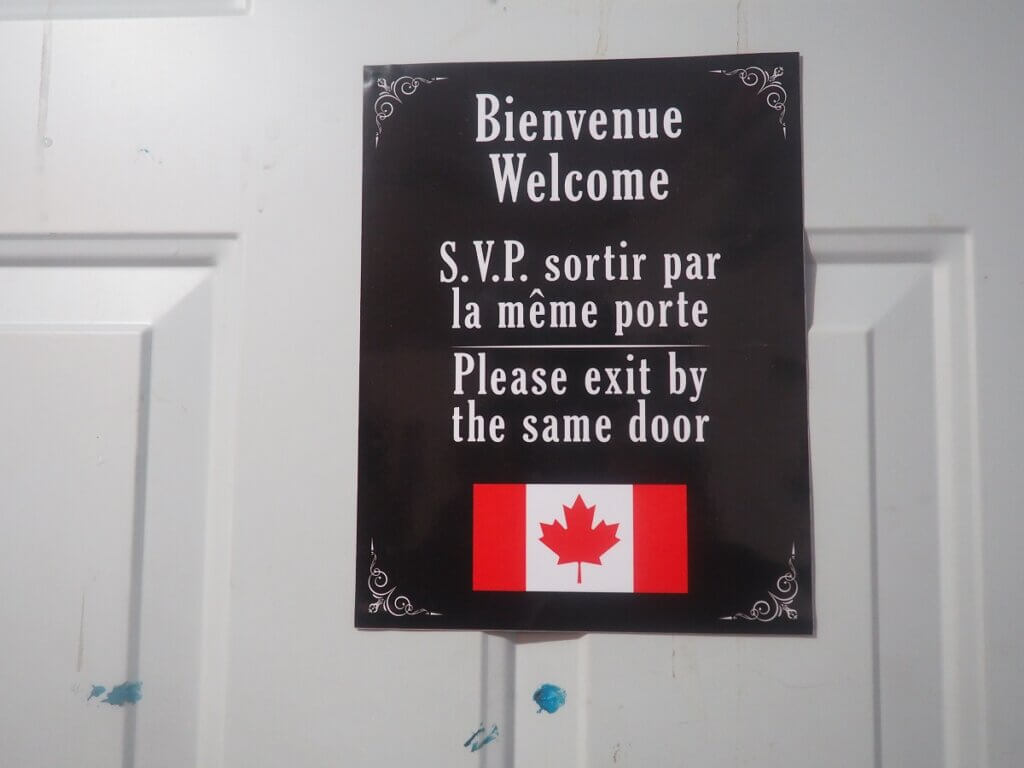 Bienvenue
Welcome
S.V.P. sortir par
la même porte
Please exit by
the same door